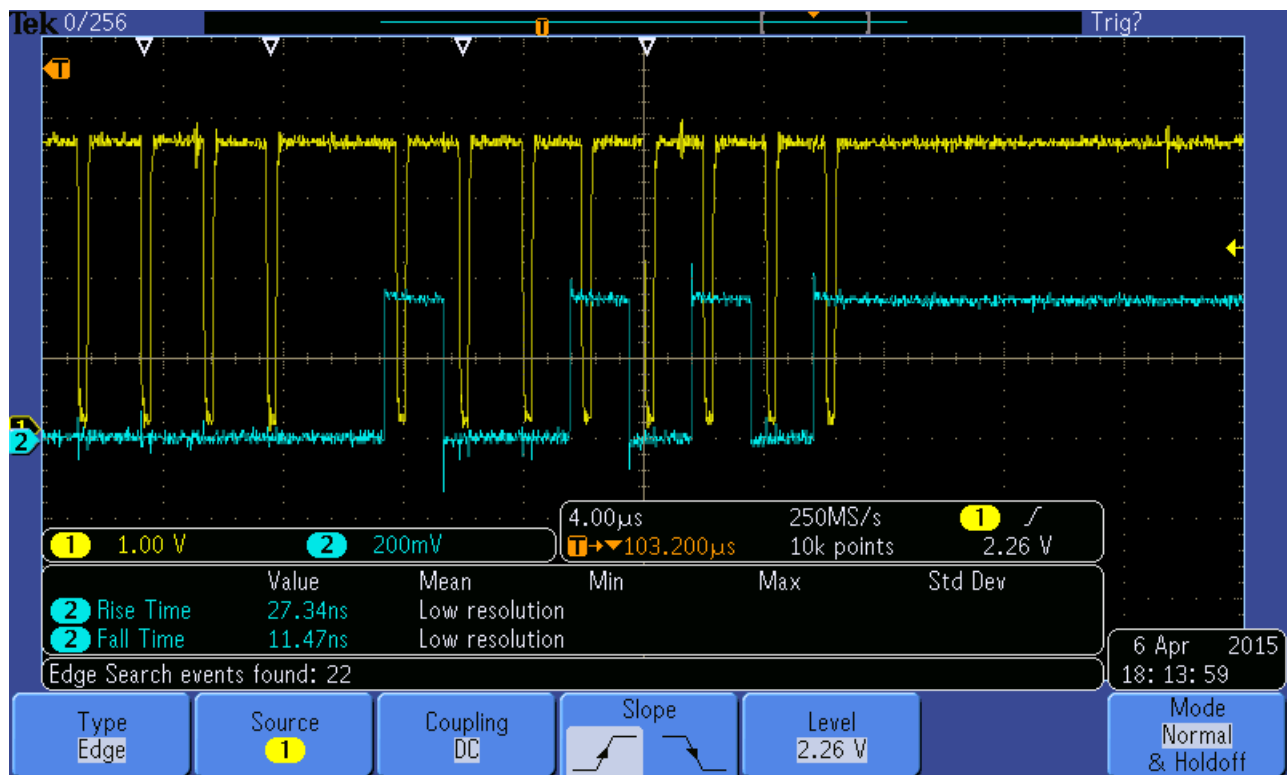 Tek 0/256 Trig?
T
T
1
2
4.00µs 250MS/s 1
1 1.00 V 2 200mV T→▼103.200µs 10k points 2.26 V
Value Mean Min Max Std Dev
2 Rise Time 27.34ns Low resolution
2 Fall Time 11.47ns Low resolution
6 Apr 2015
Edge Search events found: 22 18:13:59
Type Source Coupling Slope Level Mode
Edge 1 DC 2.26 V Normal
& Holdoff